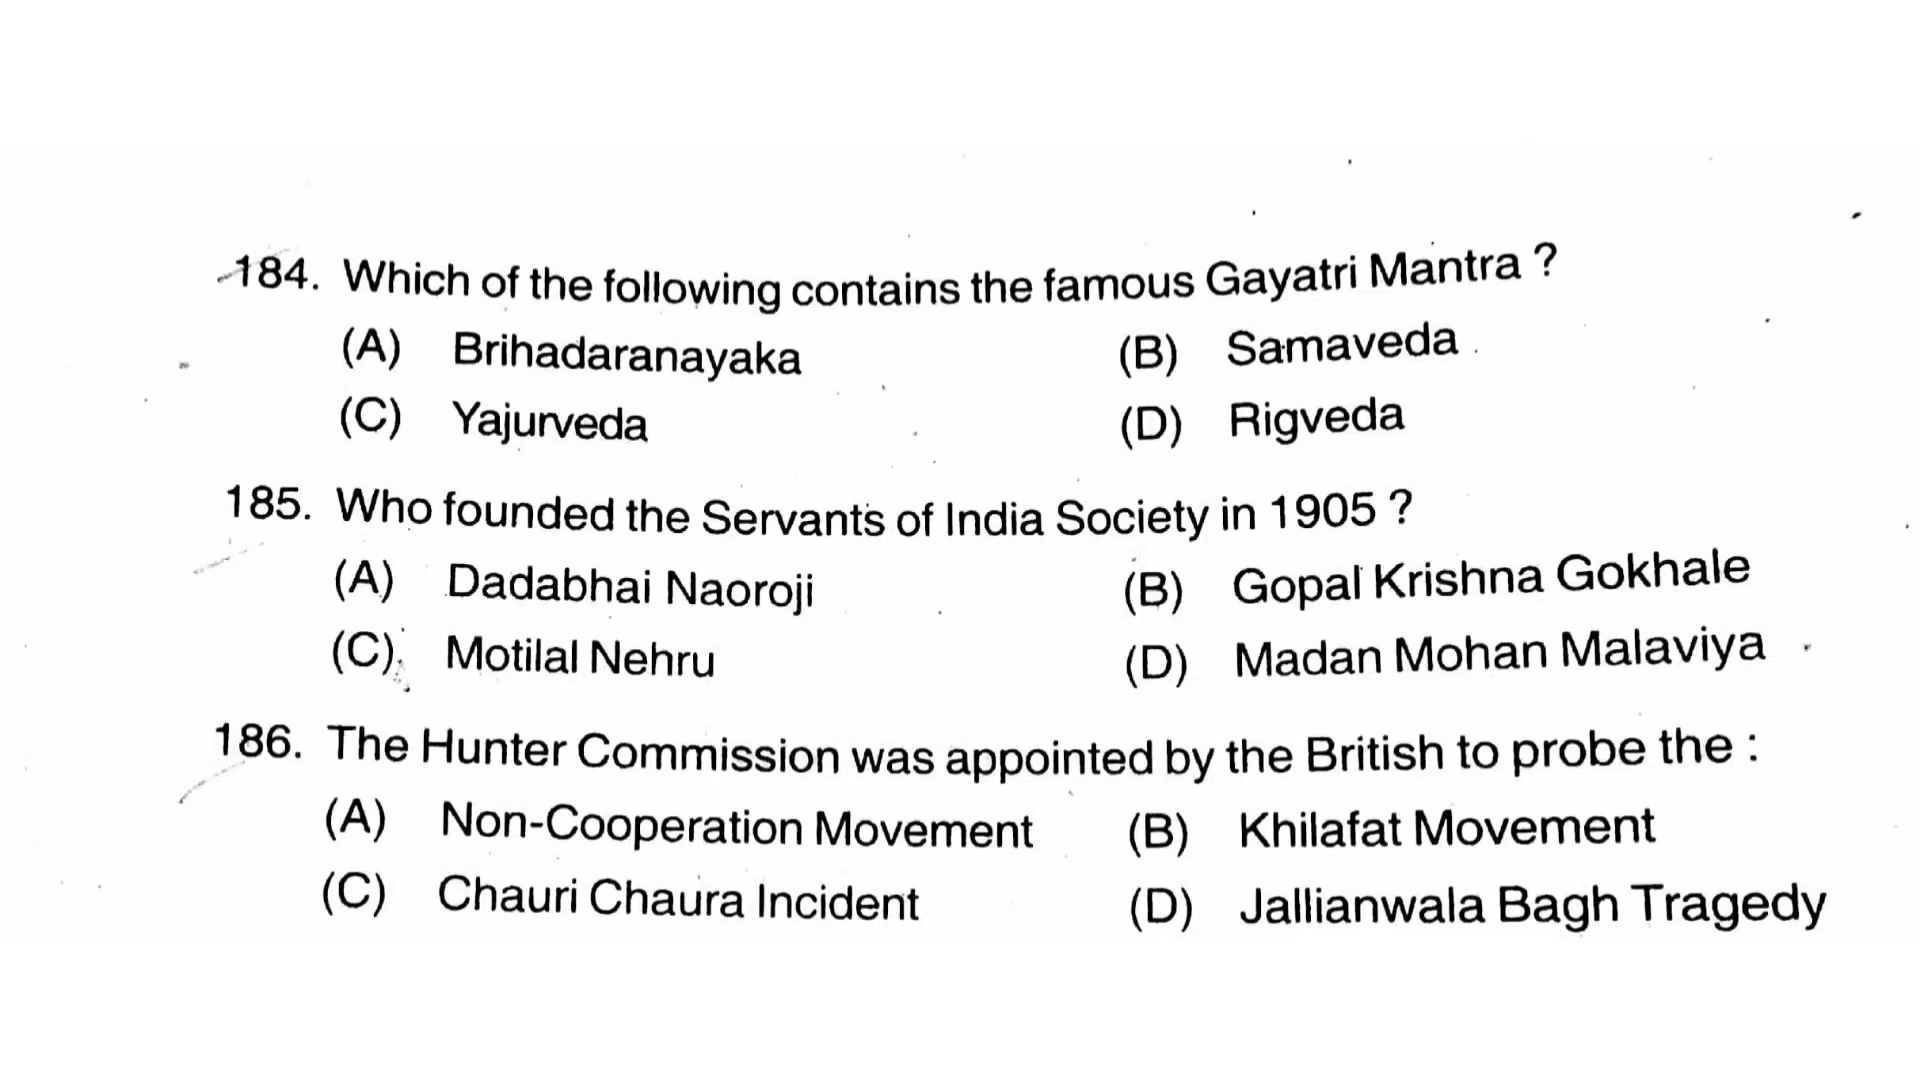 184. Which of the following contains the famous Gayatri Mantra ?
(A) Brihadaranayaka (B) Samaveda
(C) Yajurveda (D) Rigveda
185. Who founded the Servants of India Society in 1905 ?
(A) Dadabhai Naoroji (B) Gopal Krishna Gokhale
(C) Motilal Nehru (D) Madan Mohan Malaviya
186. The Hunter Commission was appointed by the British to probe the :
(A) Non-Cooperation Movement (B) Khilafat Movement
(C) Chauri Chaura Incident (D) Jallianwala Bagh Tragedy